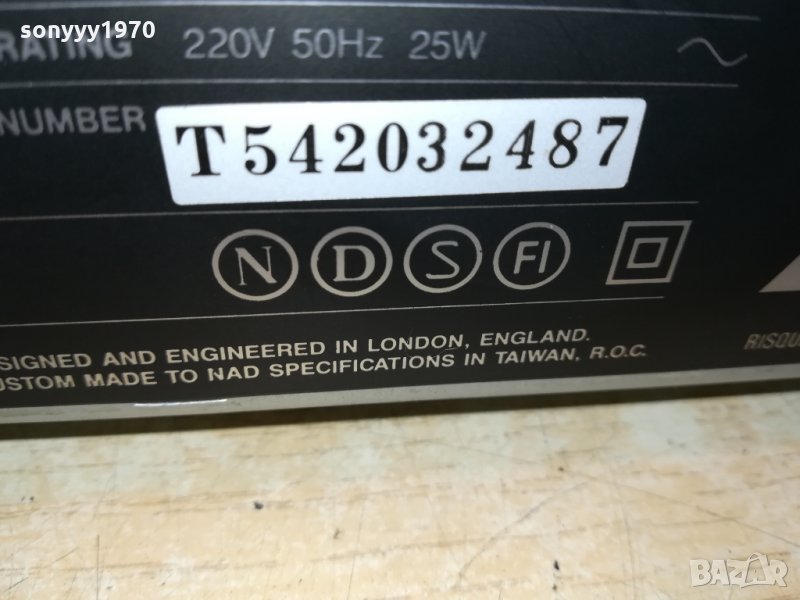 sonyyy1970
RATING 220V 50Hz 25W
NUMBER T542032487
N D S FI
SIGNED AND ENGINEERED IN LONDON, ENGLAND.
USTOM MADE TO NAD SPECIFICATIONS IN TAIWAN, R.O.C.
RISQU
BAZAR